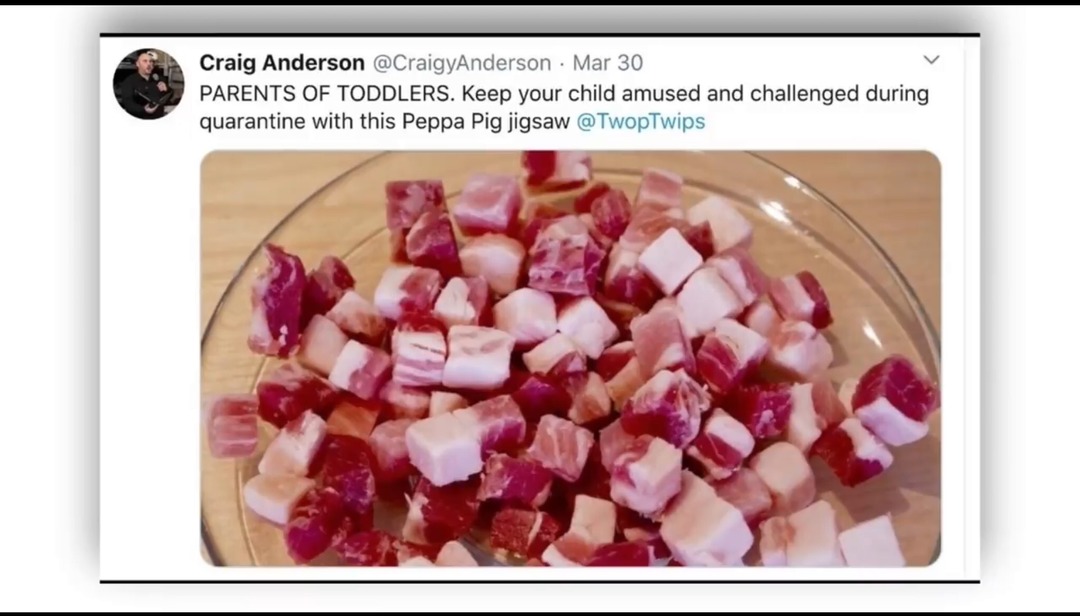 Craig Anderson @CraigyAnderson · Mar 30
PARENTS OF TODDLERS. Keep your child amused and challenged during
quarantine with this Peppa Pig jigsaw @TwopTwips